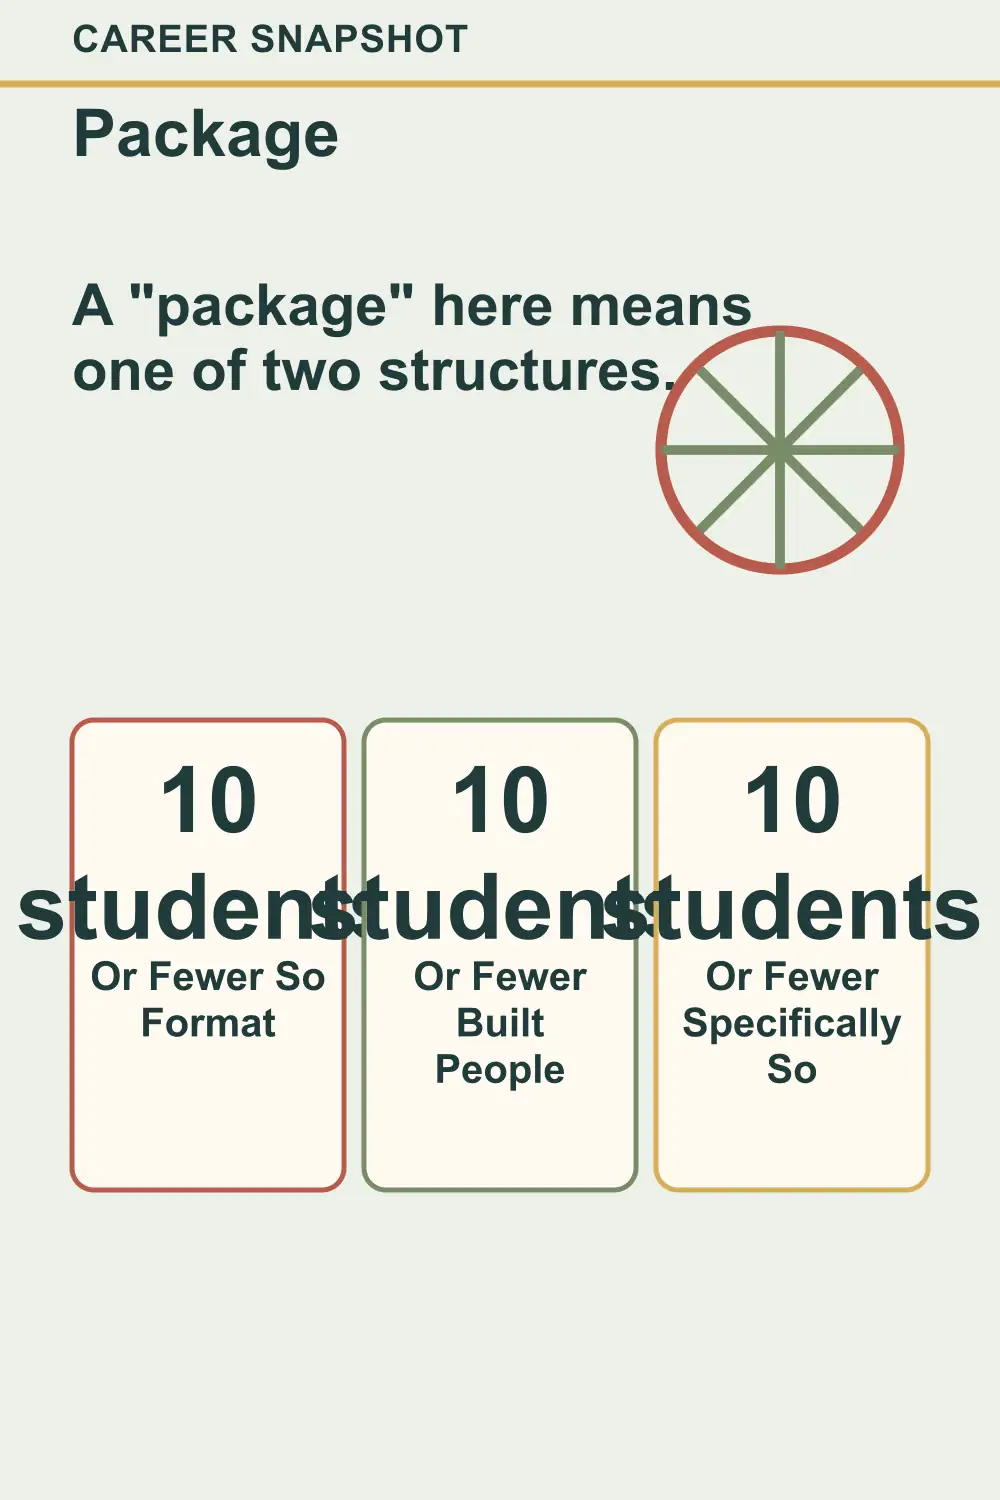 CAREER SNAPSHOT
Package
A "package" here means
one of two structures.
10
students
Or Fewer So
Format
10
students
Or Fewer
Built
People
10
students
Or Fewer
Specifically
So